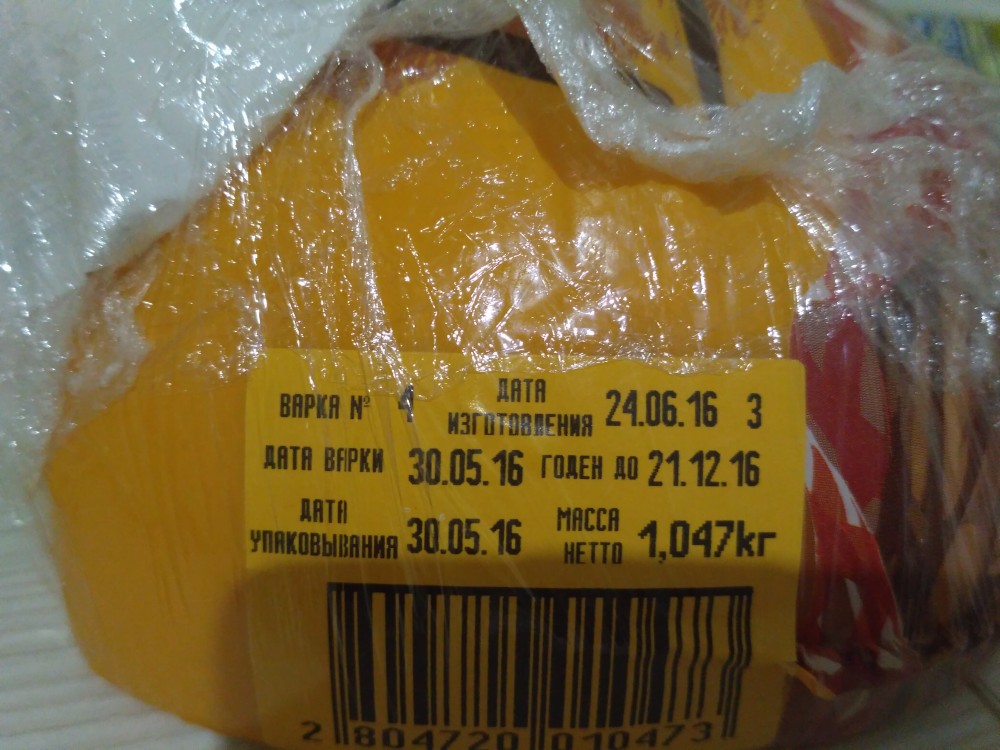 ВАРКА № 4
ДАТА ИЗГОТОВЛЕНИЯ 24.06.16 3
ДАТА ВАРКИ 30.05.16 ГОДЕН ДО 21.12.16
ДАТА УПАКОВЫВАНИЯ 30.05.16
МАССА НЕТТО 1,047кг
2 804720 010473